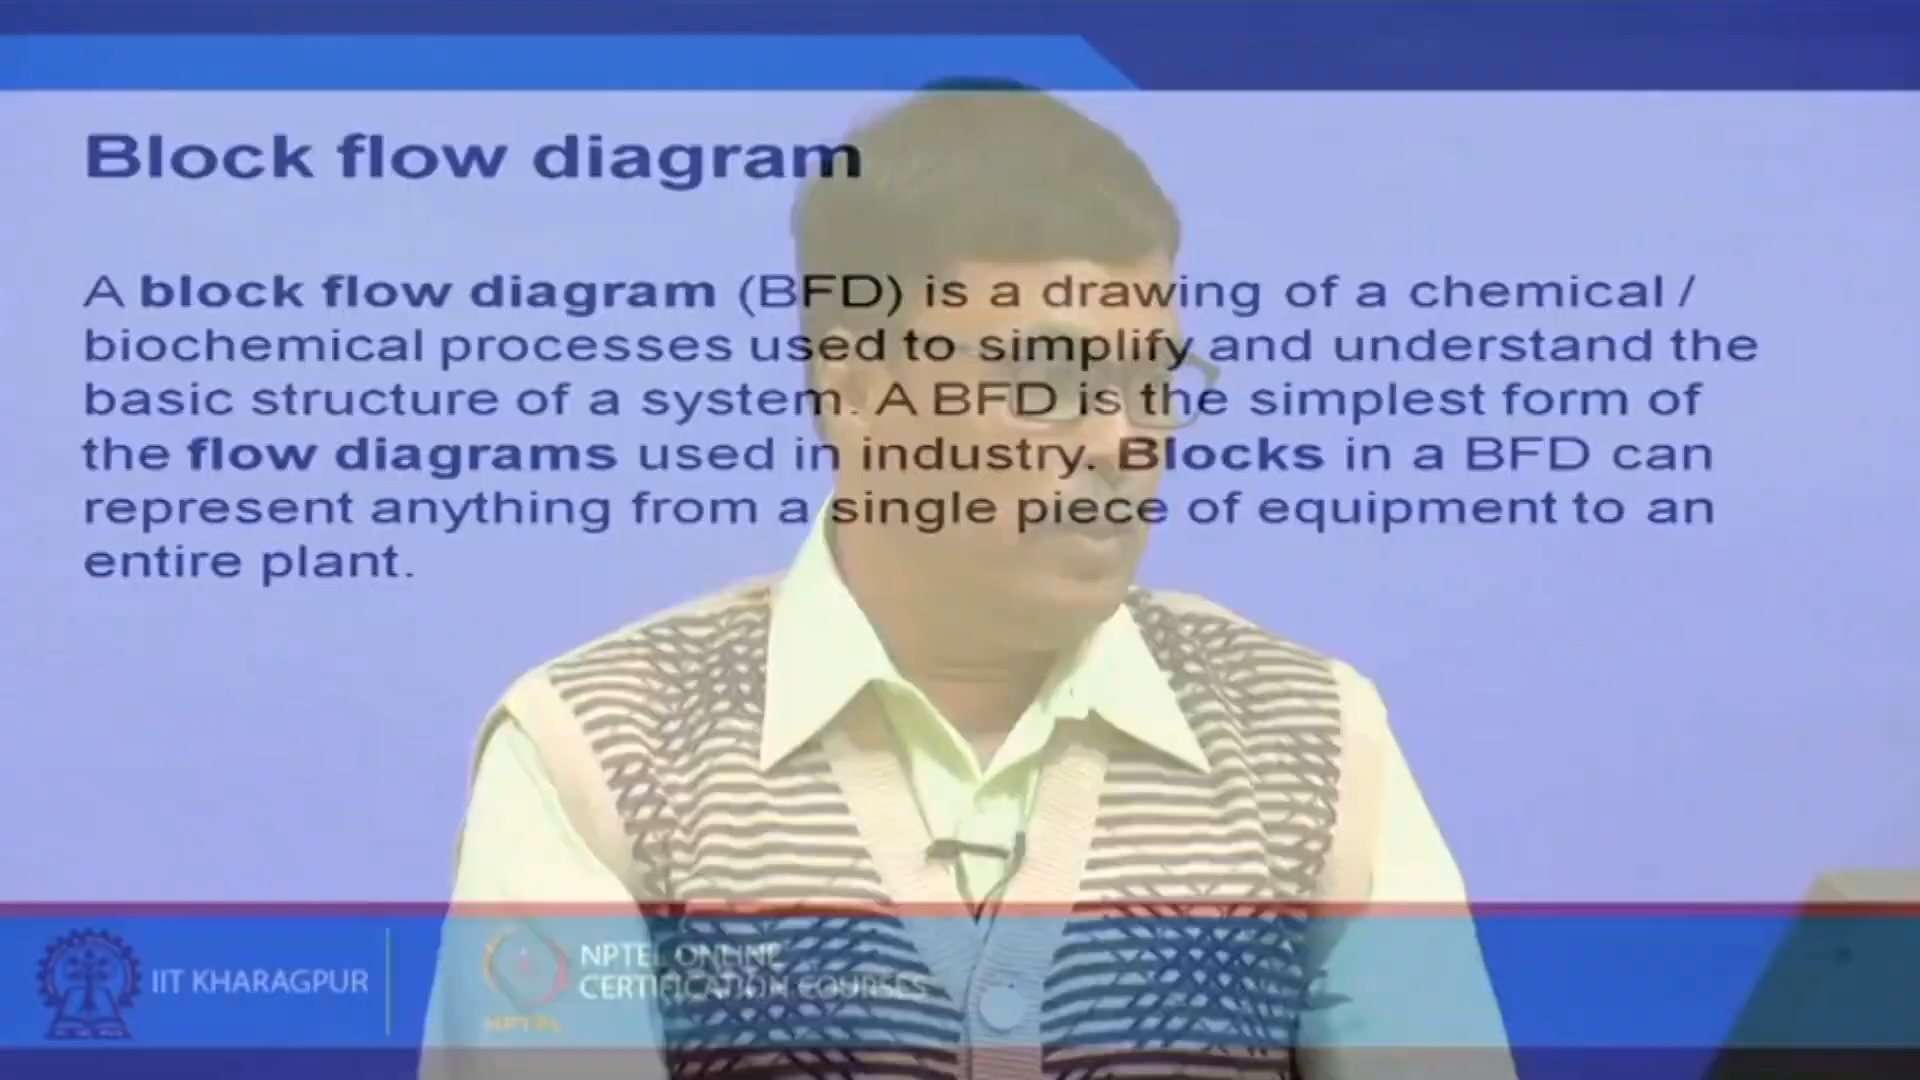 Block flow diagram
A block flow diagram (BFD) is a drawing of a chemical /
biochemical processes used to simplify and understand the
basic structure of a system. A BFD is the simplest form of
the flow diagrams used in industry. Blocks in a BFD can
represent anything from a single piece of equipment to an
entire plant.
IIT KHARAGPUR
NPTEL ONLINE
CERTIFICATION COURSES
NPTEL